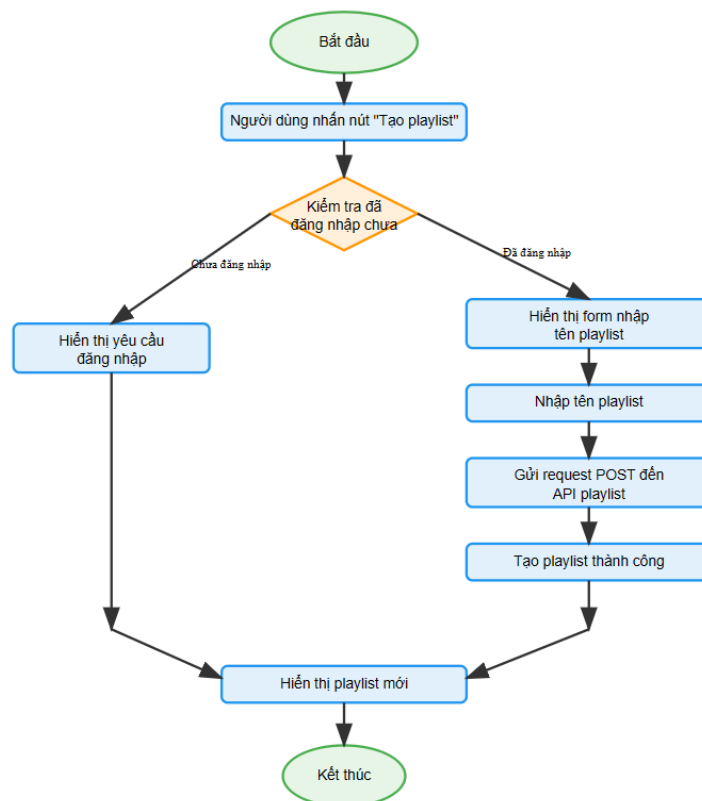 Bắt đầu
Người dùng nhấn nút "Tạo playlist"
Kiểm tra đã
đăng nhập chưa
Chưa đăng nhập
Đã đăng nhập
Hiển thị yêu cầu
đăng nhập
Hiển thị form nhập
tên playlist
Nhập tên playlist
Gửi request POST đến
API playlist
Tạo playlist thành công
Hiển thị playlist mới
Kết thúc